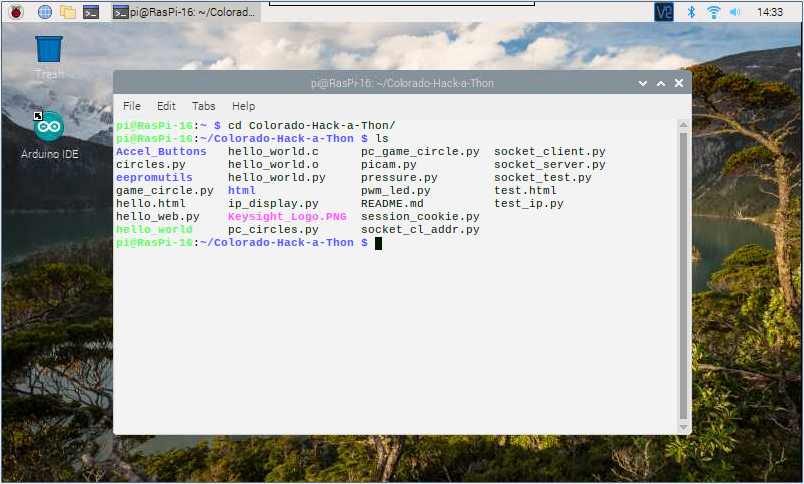 pi@RasPi-16: ~/Colorad...
V2
14:33
Trash
Arduino IDE
pi@RasPi-16: ~/Colorado-Hack-a-Thon
File Edit Tabs Help
pi@RasPi-16:~ $ cd Colorado-Hack-a-Thon/
pi@RasPi-16:~/Colorado-Hack-a-Thon $ ls
Accel_Buttons hello_world.c pc_game_circle.py socket_client.py
circles.py hello_world.o picam.py socket_server.py
eepromutils hello_world.py pressure.py socket_test.py
game_circle.py html pwm_led.py test.html
hello.html ip_display.py README.md test_ip.py
hello_web.py Keysight_Logo.PNG session_cookie.py
hello_world pc_circles.py socket_cl_addr.py
pi@RasPi-16:~/Colorado-Hack-a-Thon $